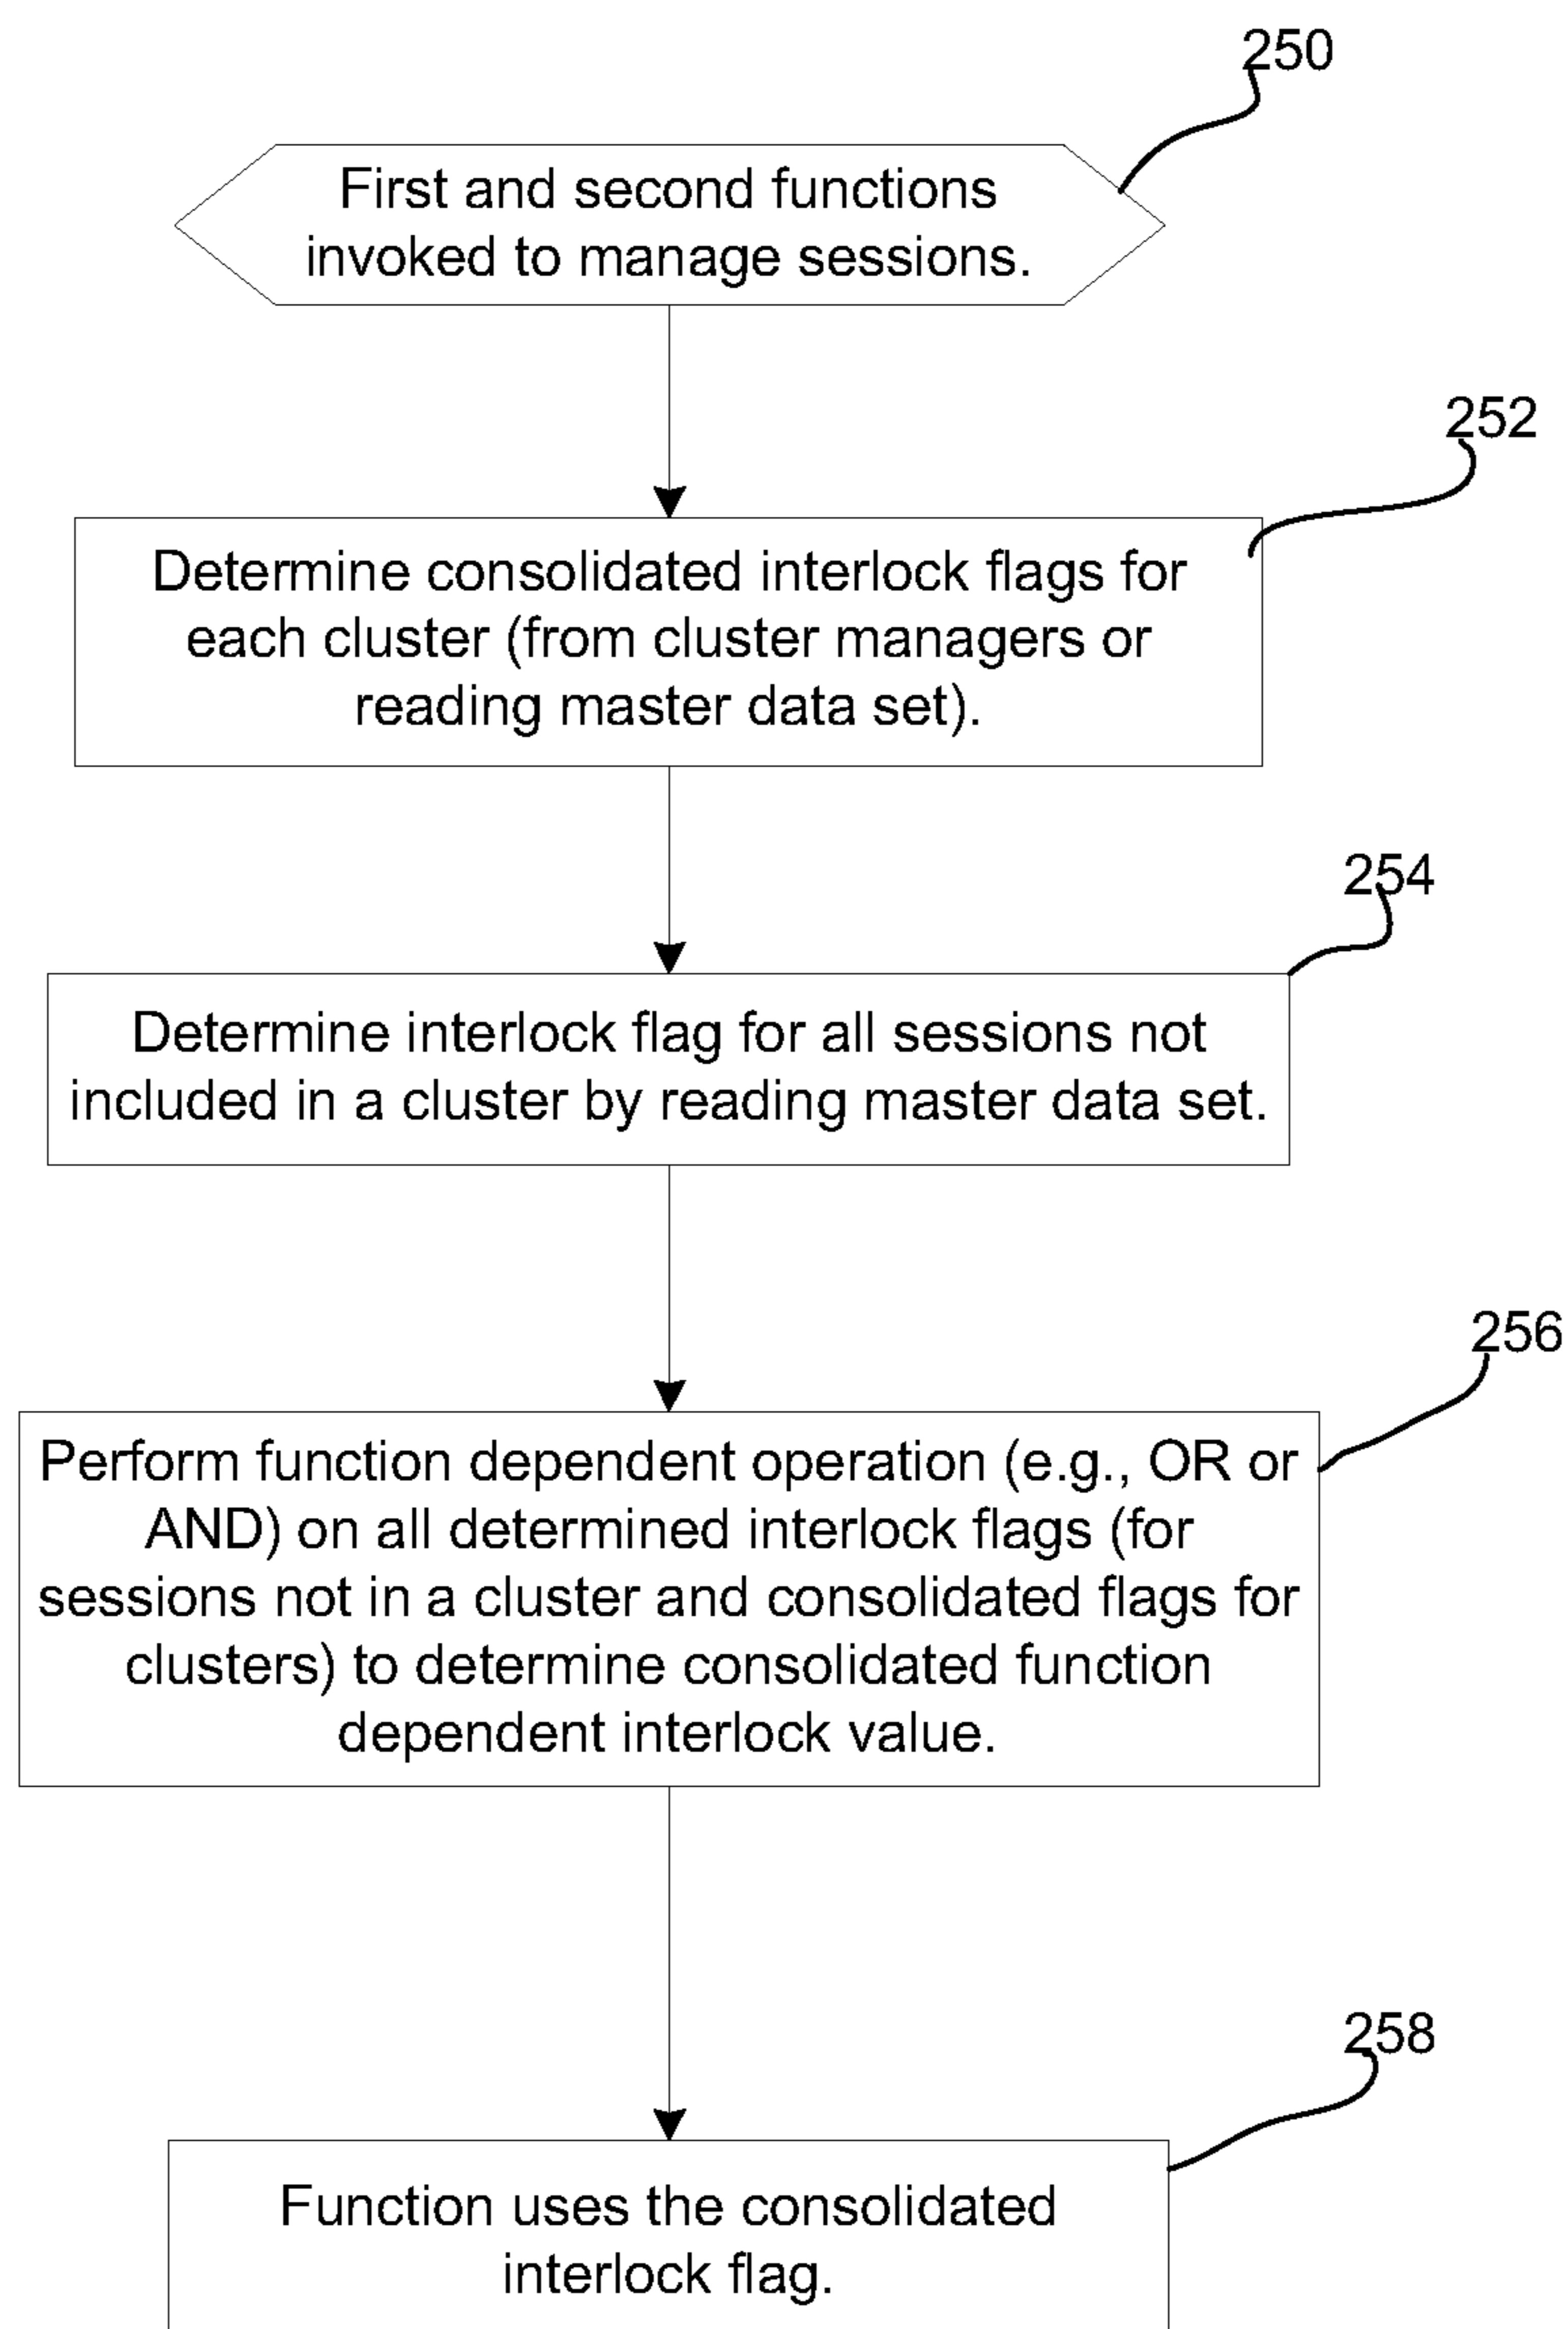 250
First and second functions
invoked to manage sessions.
252
Determine consolidated interlock flags for
each cluster (from cluster managers or
reading master data set).
254
Determine interlock flag for all sessions not
included in a cluster by reading master data set.
256
Perform function dependent operation (e.g., OR or
AND) on all determined interlock flags (for
sessions not in a cluster and consolidated flags for
clusters) to determine consolidated function
dependent interlock value.
258
Function uses the consolidated
interlock flag.